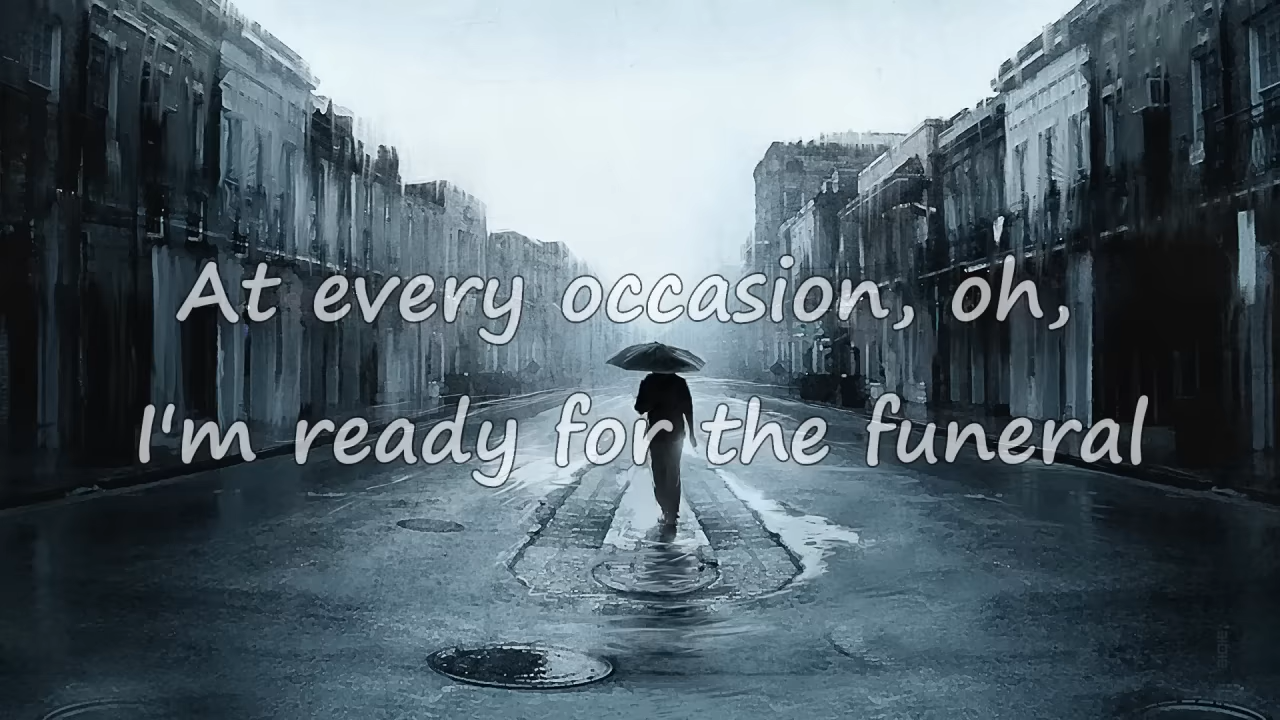 At every occasion, oh,
I'm ready for the funeral